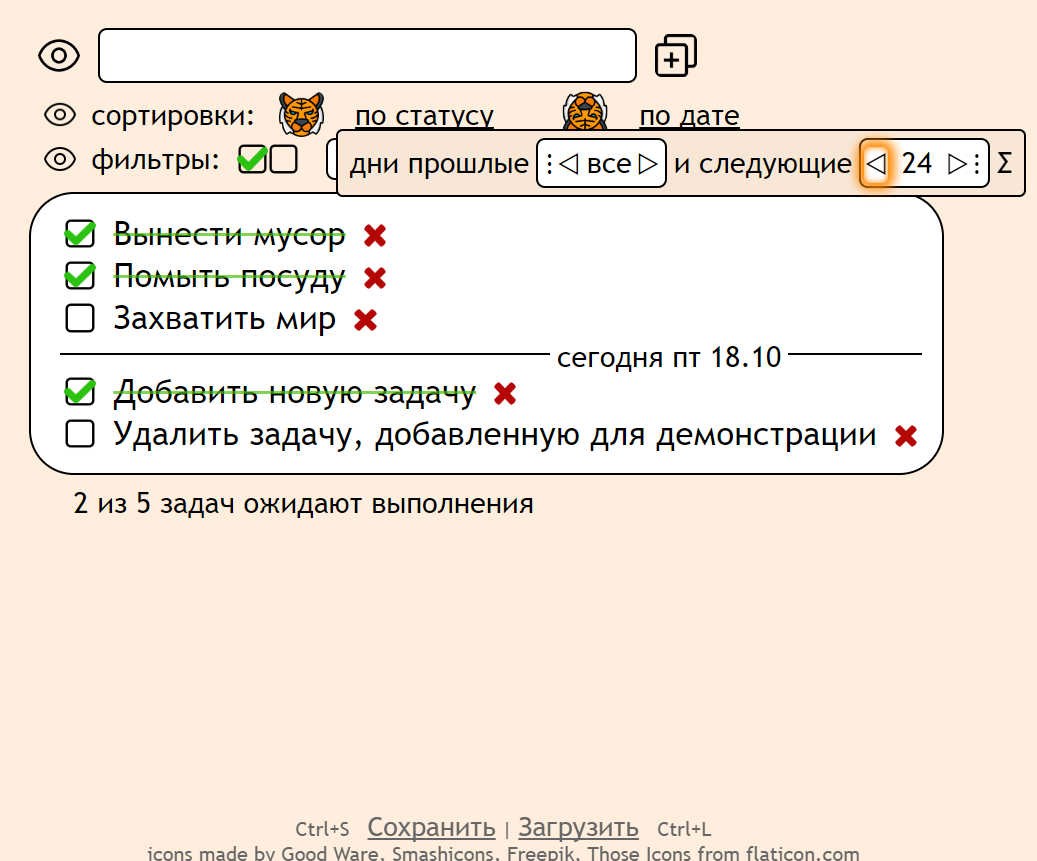 сортировки: по статусу по дате
фильтры: дни прошлые все и следующие 24 Σ
Вынести мусор
Помыть посуду
Захватить мир
сегодня пт 18.10
Добавить новую задачу
Удалить задачу, добавленную для демонстрации
2 из 5 задач ожидают выполнения
Ctrl+S Сохранить | Загрузить Ctrl+L
icons made by Good Ware, Smashicons, Freepik, Those Icons from flaticon.com